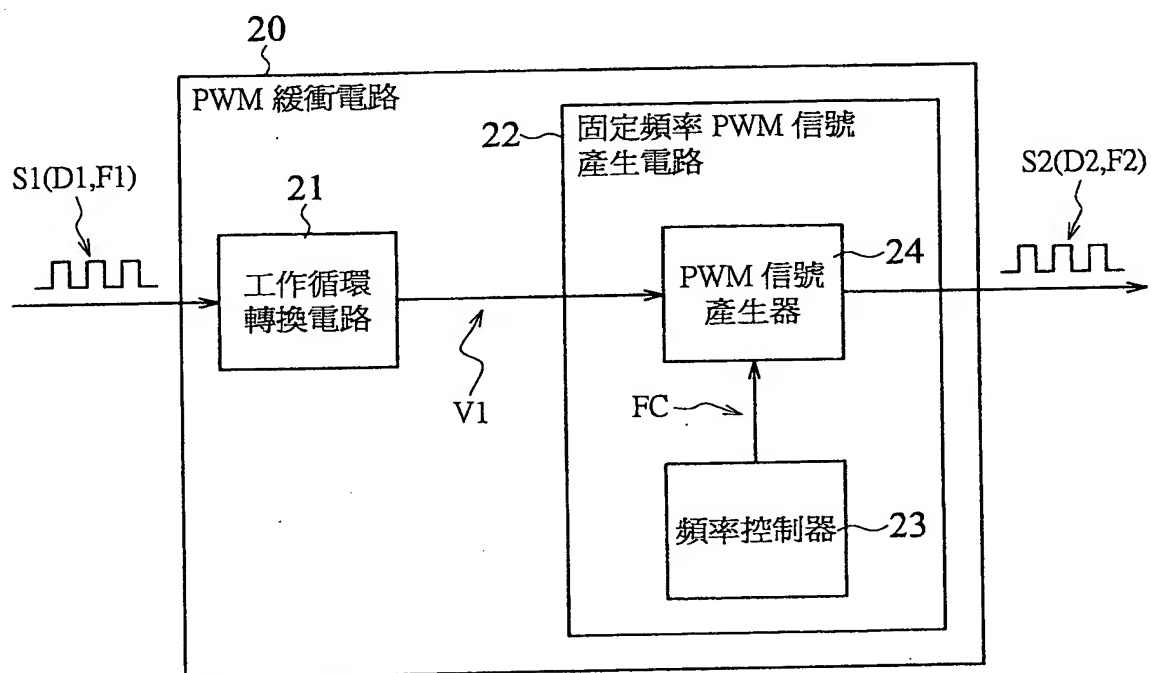 20
PWM 緩衝電路
22
固定頻率 PWM 信號
產生電路
S1(D1,F1)
S2(D2,F2)
21
工作循環
轉換電路
24
PWM 信號
產生器
V1
FC
頻率控制器
23